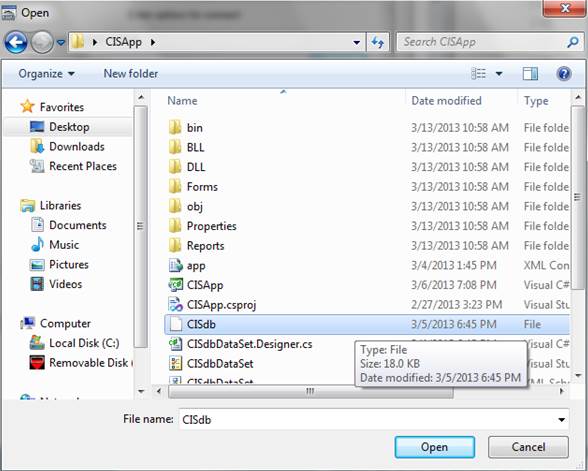 Open
CISApp
Search CISApp
Organize
New folder
Name Date modified Type
Favorites
Desktop
Downloads
Recent Places
Libraries
Documents
Music
Pictures
Videos
Computer
Local Disk (C:)
Removable Disk (
bin 3/13/2013 10:58 AM File folde
BLL 3/13/2013 10:58 AM File folde
DLL 3/13/2013 10:58 AM File folde
Forms 3/13/2013 10:58 AM File folde
obj 3/13/2013 10:58 AM File folde
Properties 3/13/2013 10:58 AM File folde
Reports 3/13/2013 10:58 AM File folde
app 3/4/2013 1:45 PM XML Con
CISApp 3/6/2013 7:08 PM Visual C#
CISApp.csproj 2/27/2013 3:23 PM Visual Stu
CISdb 3/5/2013 6:45 PM File
CISdbDataSet.Designer.cs Visual C#
CISdbDataSet
CISdbDataSet
Type: File
Size: 18.0 KB
Date modified: 3/5/2013 6:45 PM
File name: CISdb
Open
Cancel